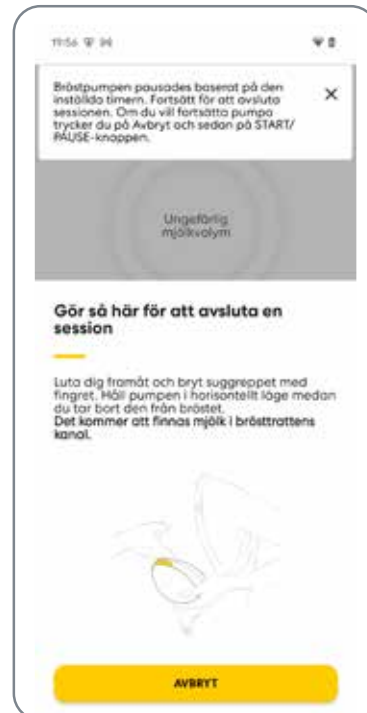 19:56
Bröstpumpen pausades baserat på den
inställda timern. Fortsätt för att avsluta
sessionen. Om du vill fortsätta pumpa
trycker du på Avbryt och sedan på START/
PAUSE-knappen.
Ungefärlig
mjölkvolym
Gör så här för att avsluta en
session
Luta dig framåt och bryt suggreppet med
fingret. Håll pumpen i horisontellt läge medan
du tar bort den från bröstet.
Det kommer att finnas mjölk i brösttrattens
kanal.
AVBRYT